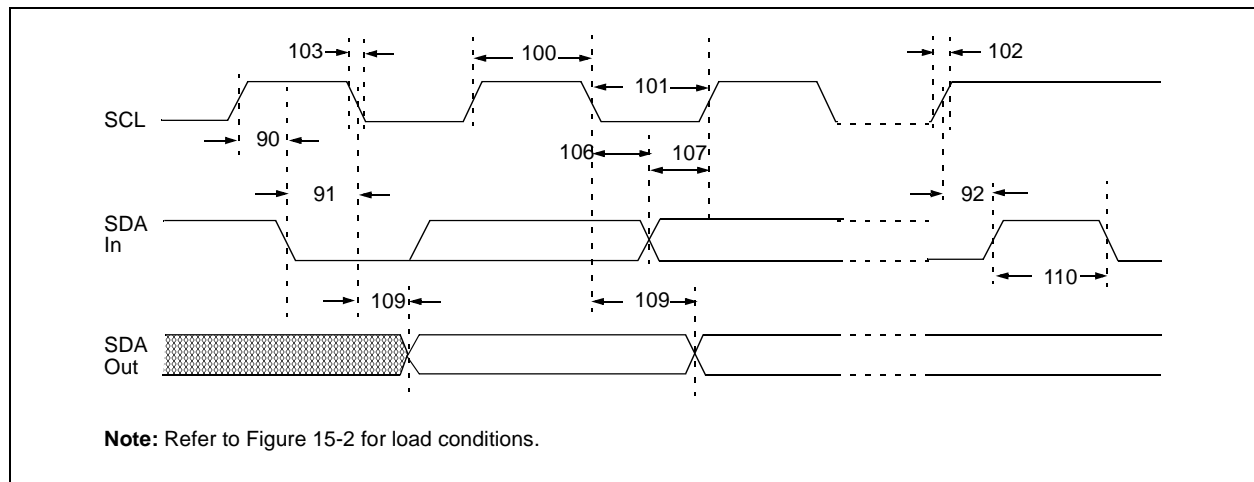 103
100
102
101
SCL
90
106
107
91
92
SDA
In
110
109
109
SDA
Out
Note: Refer to Figure 15-2 for load conditions.